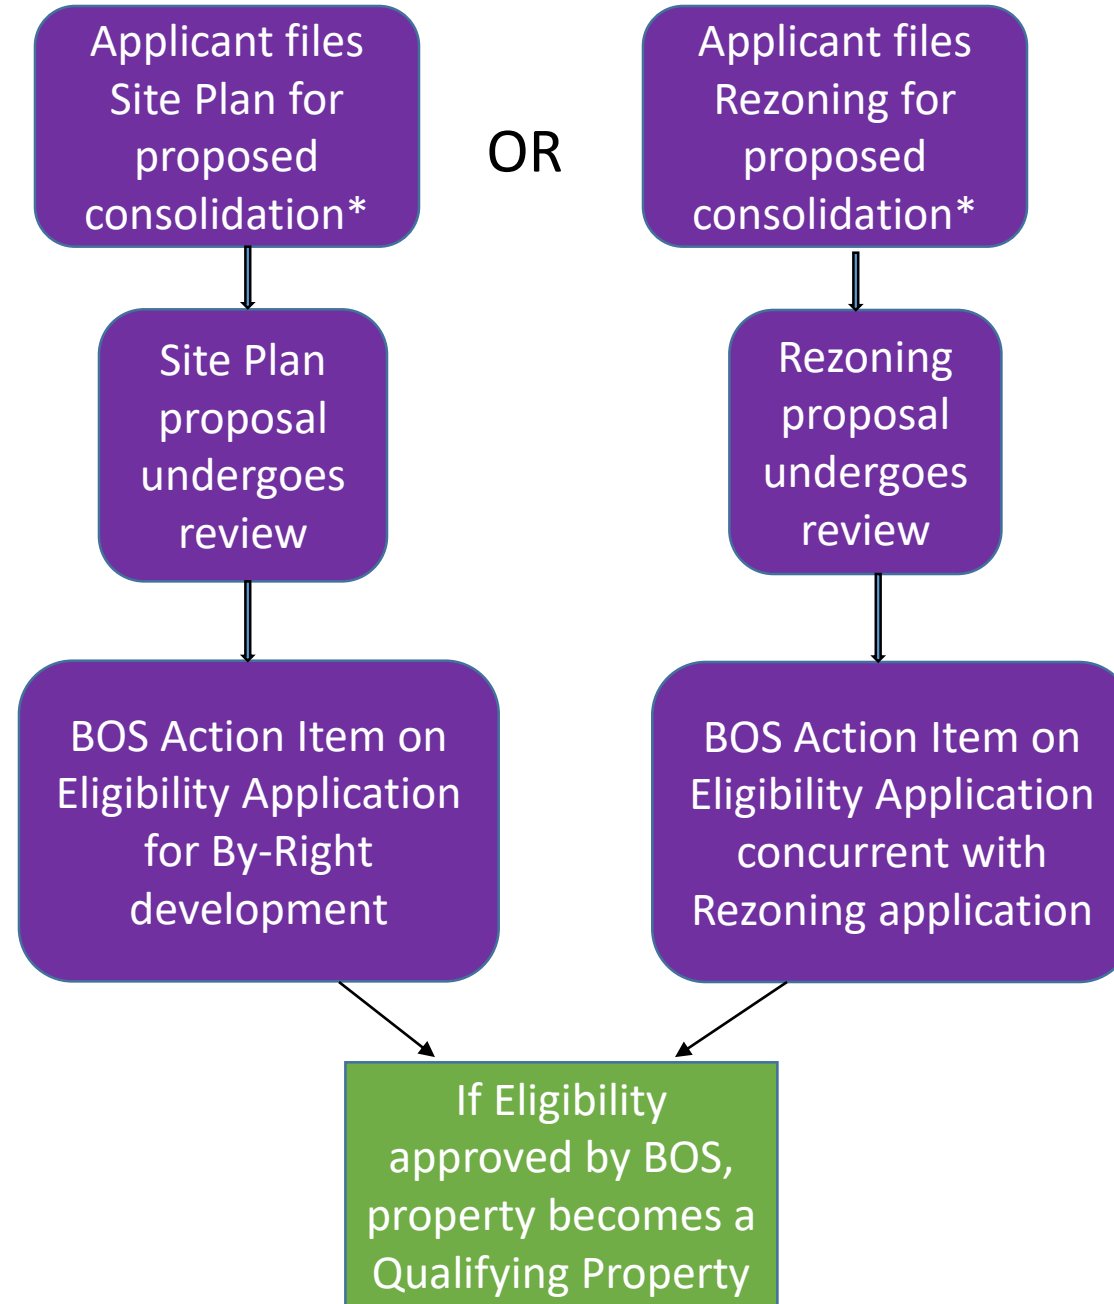 Applicant files
Site Plan for
proposed
consolidation*
OR
Applicant files
Rezoning for
proposed
consolidation*
Site Plan
proposal
undergoes
review
Rezoning
proposal
undergoes
review
BOS Action Item on
Eligibility Application
for By-Right
development
BOS Action Item on
Eligibility Application
concurrent with
Rezoning application
If Eligibility
approved by BOS,
property becomes a
Qualifying Property